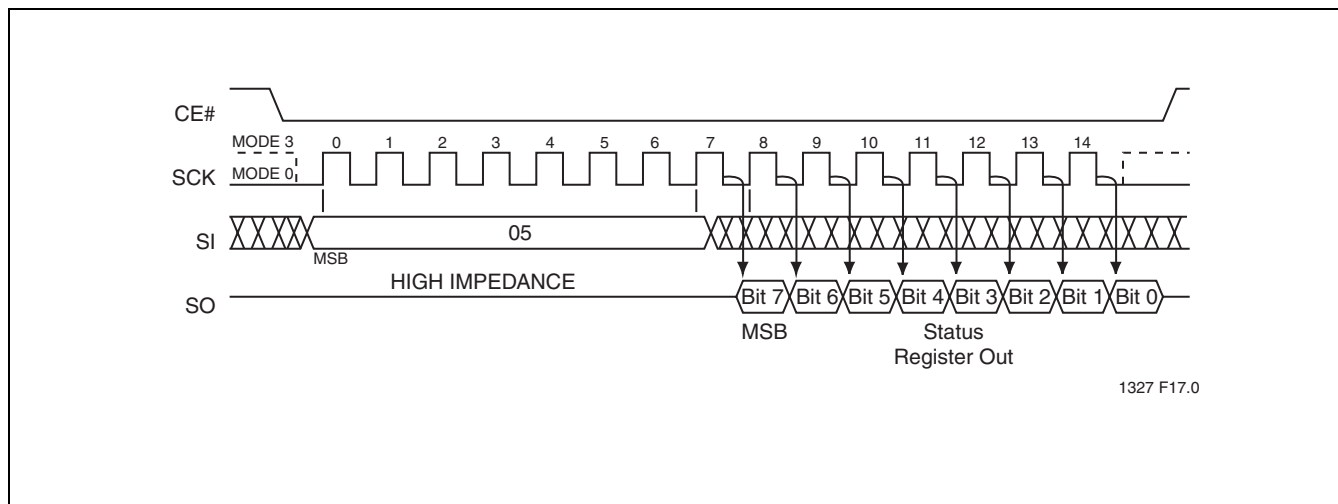 CE#
MODE 3 0 1 2 3 4 5 6 7 8 9 10 11 12 13 14
SCK MODE 0
SI 05
MSB
HIGH IMPEDANCE
SO Bit 7 Bit 6 Bit 5 Bit 4 Bit 3 Bit 2 Bit 1 Bit 0
MSB Status
Register Out
1327 F17.0